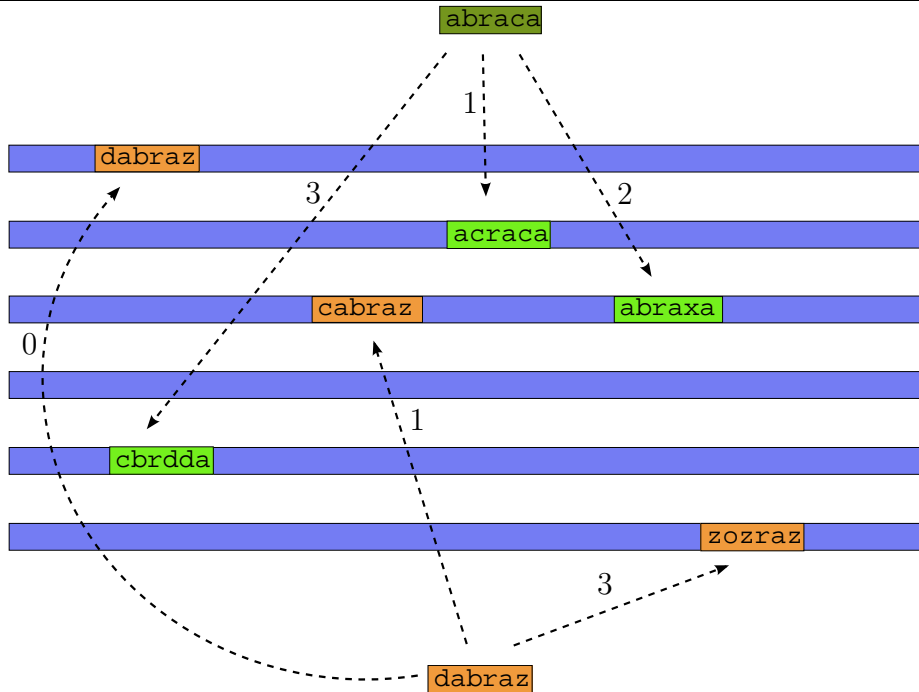 abraca
1
dabraz
3
2
acraca
cabraz abraxa
0
1
cbrdda
zozraz
3
dabraz